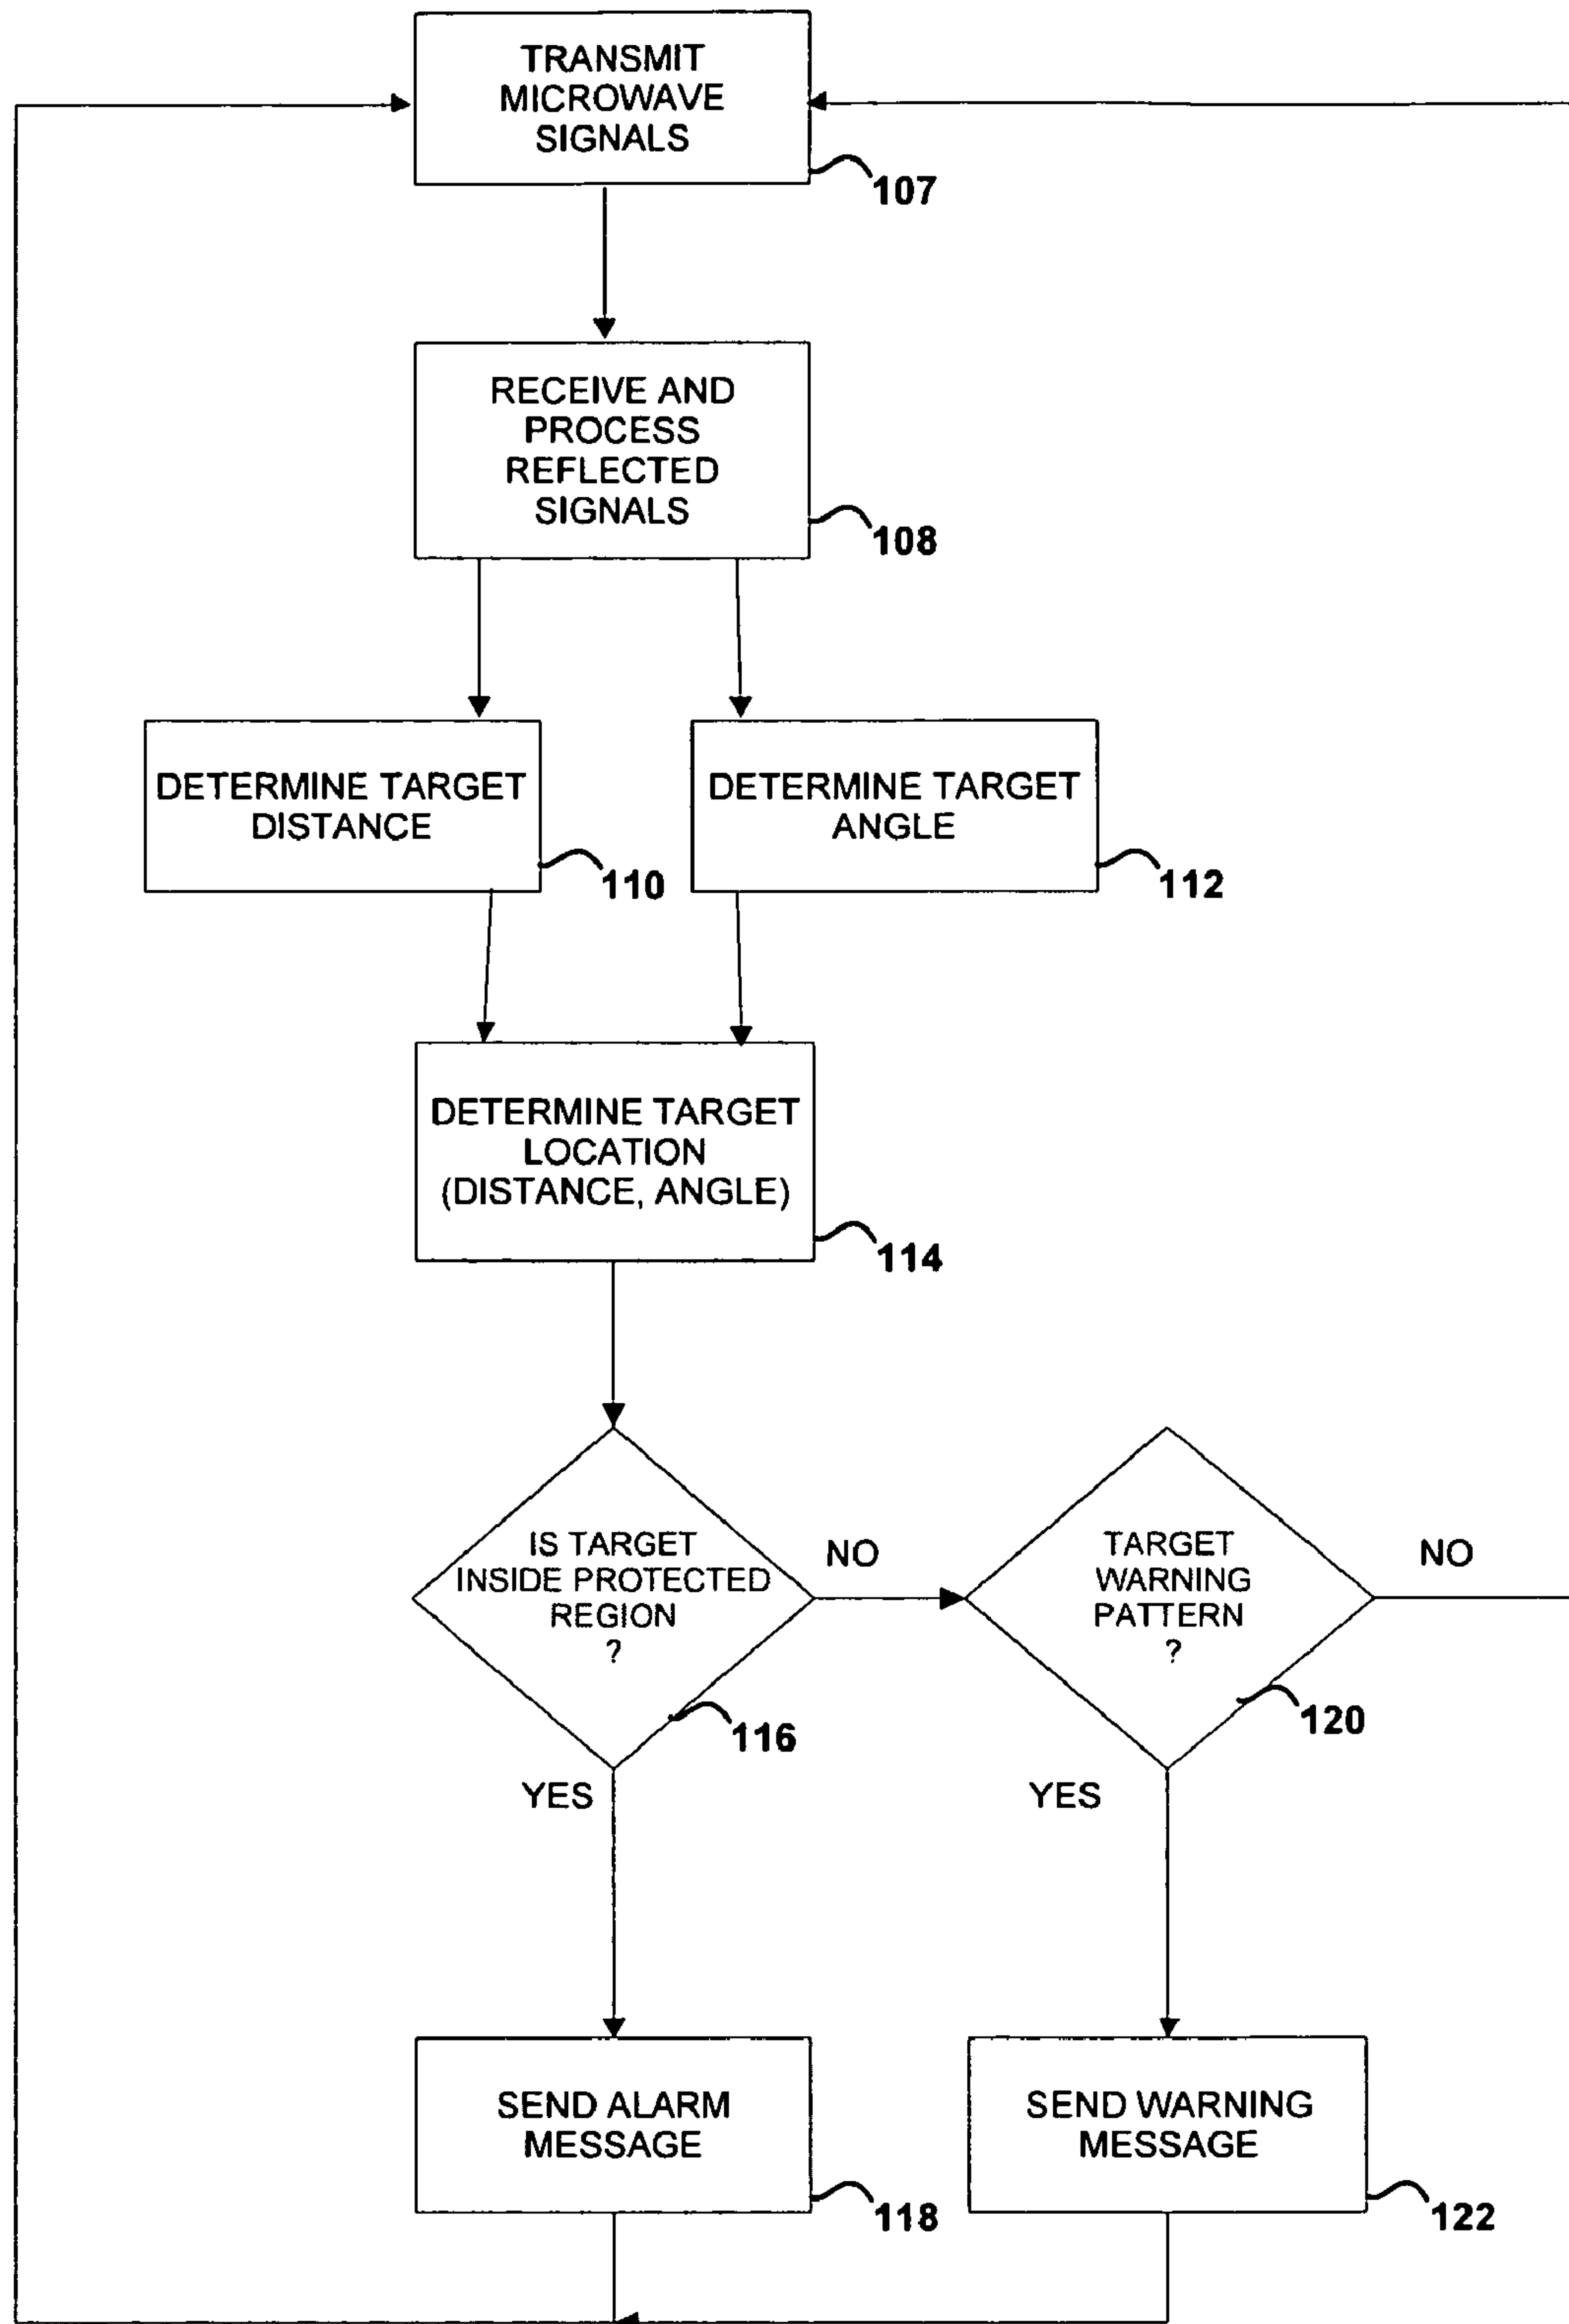 TRANSMIT
MICROWAVE
SIGNALS
107
RECEIVE AND
PROCESS
REFLECTED
SIGNALS
108
DETERMINE TARGET
DISTANCE
110
DETERMINE TARGET
ANGLE
112
DETERMINE TARGET
LOCATION
(DISTANCE, ANGLE)
114
IS TARGET
INSIDE PROTECTED
REGION
?
116
NO
TARGET
WARNING
PATTERN
?
120
NO
YES
YES
SEND ALARM
MESSAGE
118
SEND WARNING
MESSAGE
122